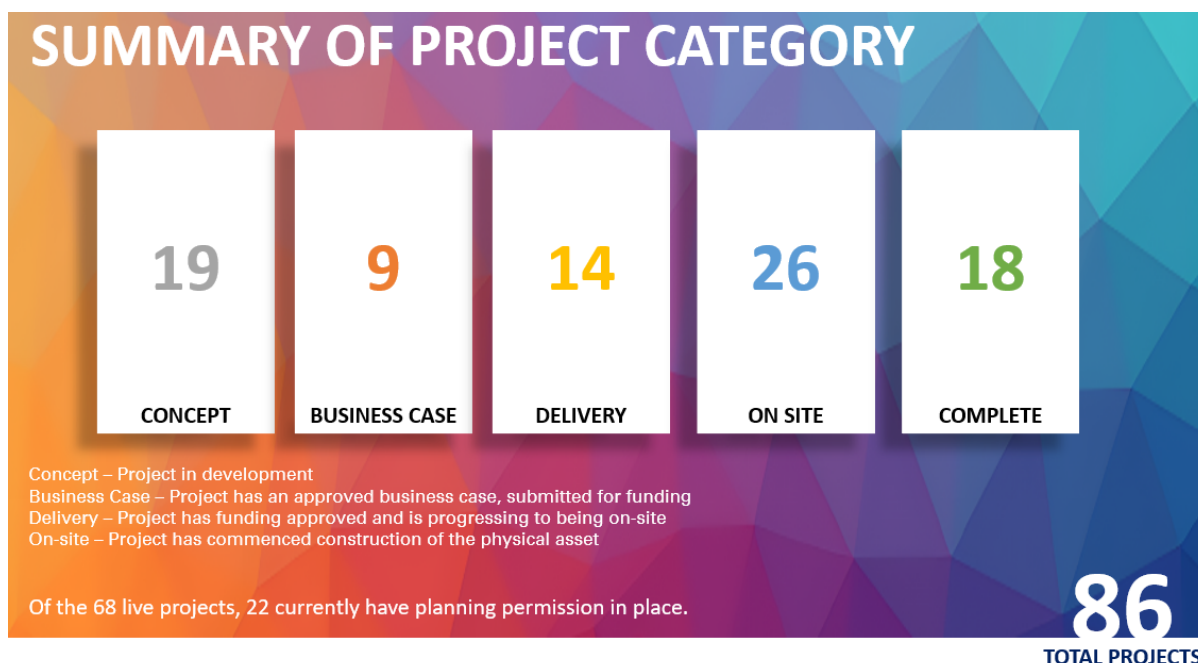 SUMMARY OF PROJECT CATEGORY
19
CONCEPT
9
BUSINESS CASE
14
DELIVERY
26
ON SITE
18
COMPLETE
Concept – Project in development
Business Case – Project has an approved business case, submitted for funding
Delivery – Project has funding approved and is progressing to being on-site
On-site – Project has commenced construction of the physical asset
Of the 68 live projects, 22 currently have planning permission in place.
86
TOTAL PROJECTS